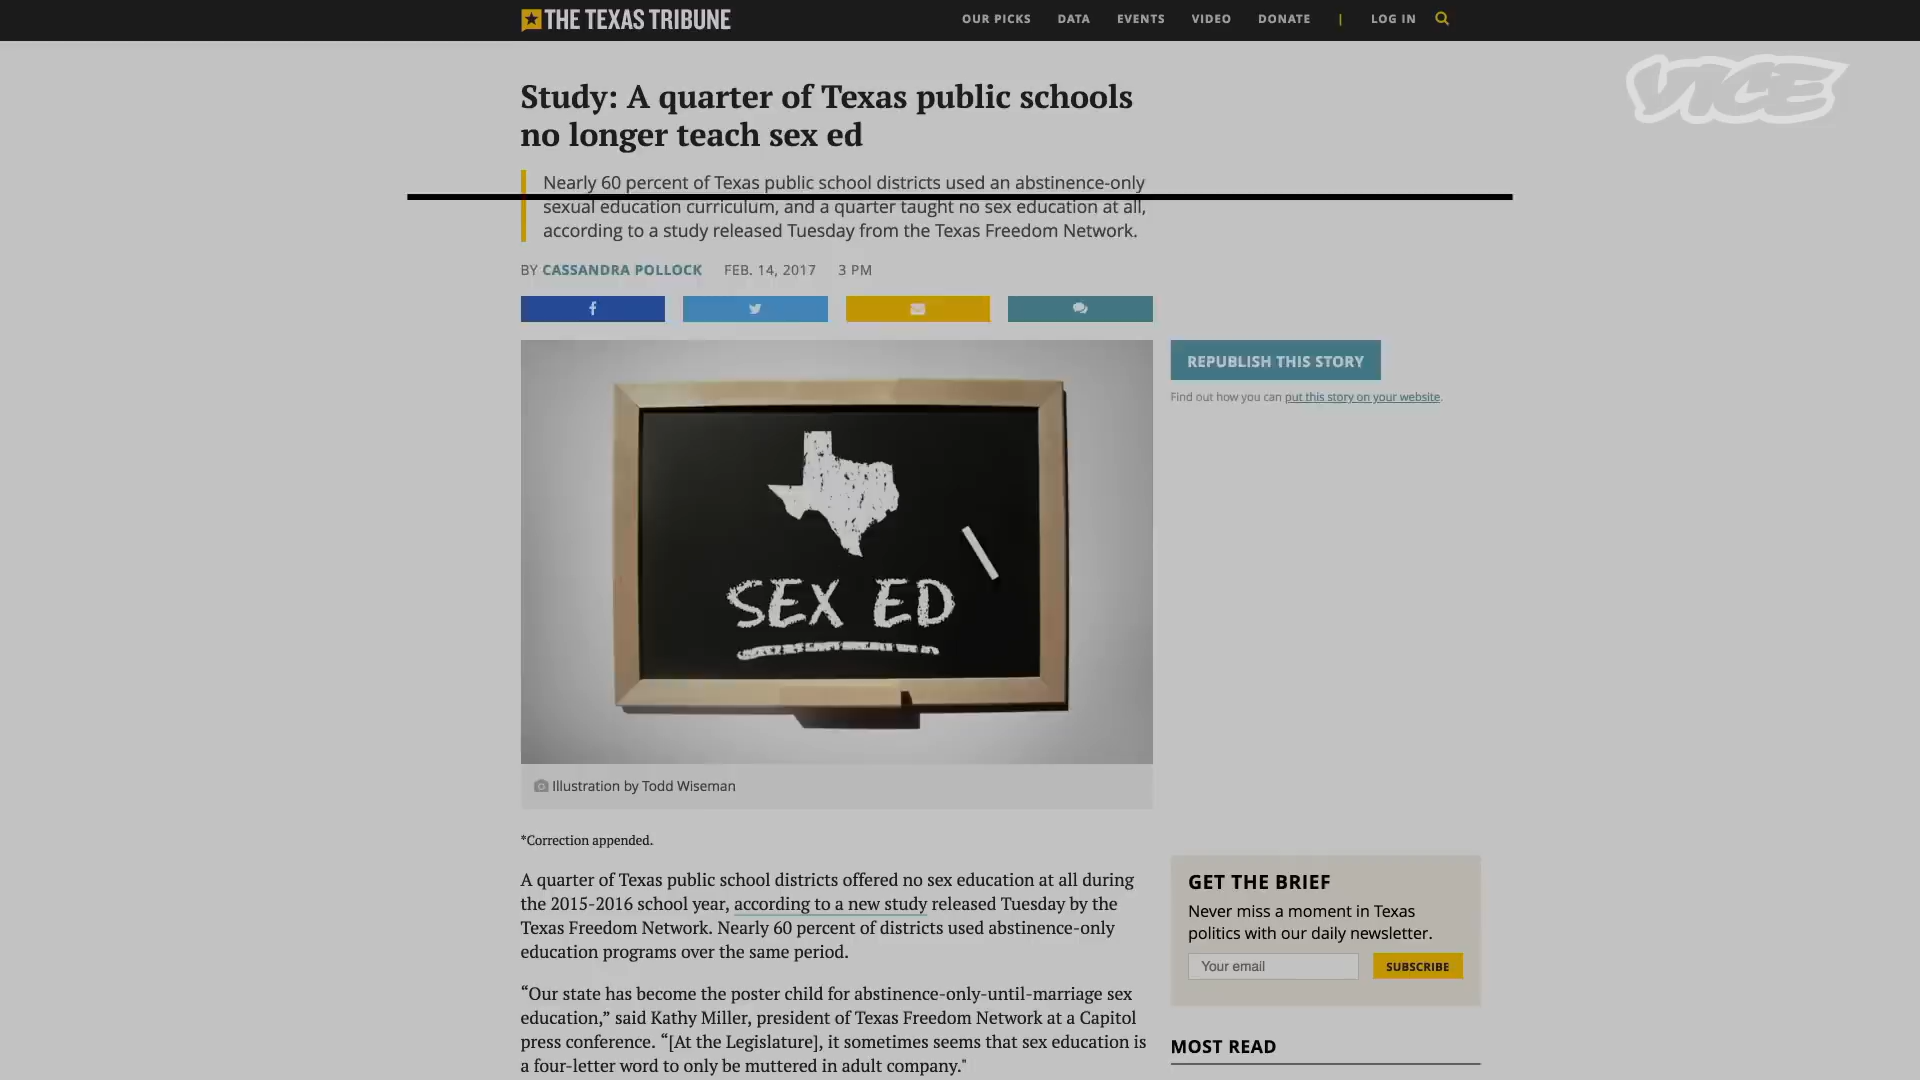 THE TEXAS TRIBUNE
OUR PICKS DATA EVENTS VIDEO DONATE | LOG IN
VICE
Study: A quarter of Texas public schools
no longer teach sex ed
Nearly 60 percent of Texas public school districts used an abstinence-only
sexual education curriculum, and a quarter taught no sex education at all,
according to a study released Tuesday from the Texas Freedom Network.
BY CASSANDRA POLLOCK FEB. 14, 2017 3 PM
REPUBLISH THIS STORY
Find out how you can put this story on your website.
SEX ED
Illustration by Todd Wiseman
*Correction appended.
A quarter of Texas public school districts offered no sex education at all during
the 2015-2016 school year, according to a new study released Tuesday by the
Texas Freedom Network. Nearly 60 percent of districts used abstinence-only
education programs over the same period.
“Our state has become the poster child for abstinence-only-until-marriage sex
education,” said Kathy Miller, president of Texas Freedom Network at a Capitol
press conference. “[At the Legislature], it sometimes seems that sex education is
a four-letter word to only be muttered in adult company."
GET THE BRIEF
Never miss a moment in Texas
politics with our daily newsletter.
Your email SUBSCRIBE
MOST READ